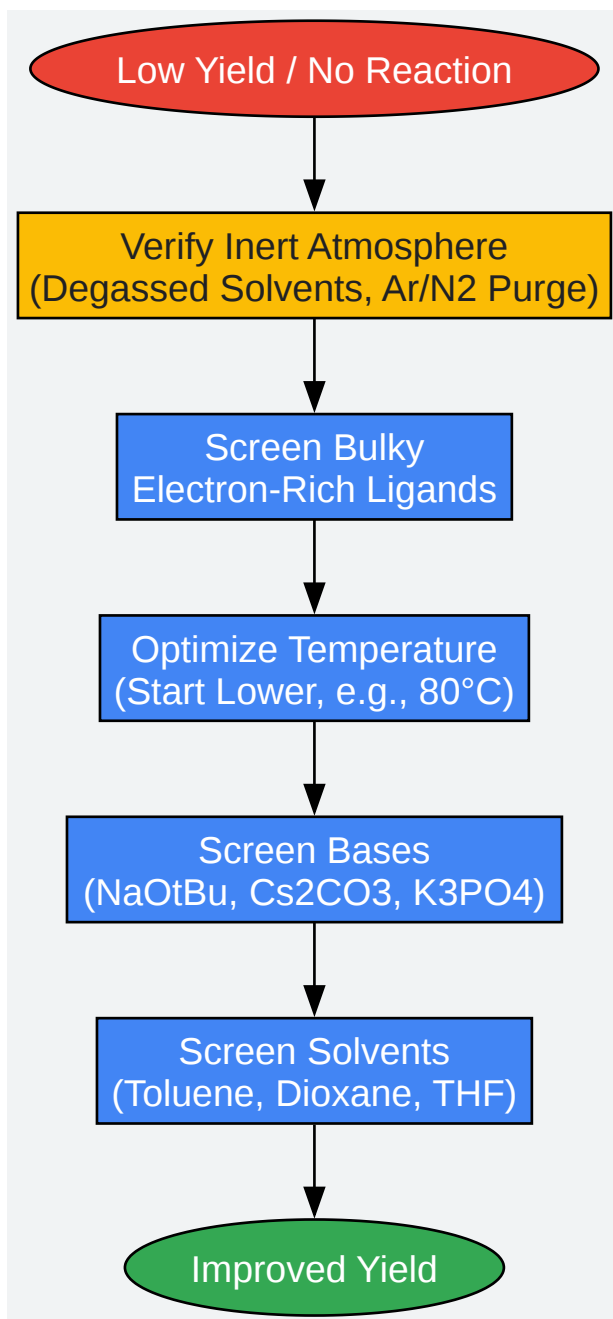 Low Yield / No Reaction
Verify Inert Atmosphere
(Degassed Solvents, Ar/N2 Purge)
Screen Bulky
Electron-Rich Ligands
Optimize Temperature
(Start Lower, e.g., 80°C)
Screen Bases
(NaOtBu, Cs2CO3, K3PO4)
Screen Solvents
(Toluene, Dioxane, THF)
Improved Yield